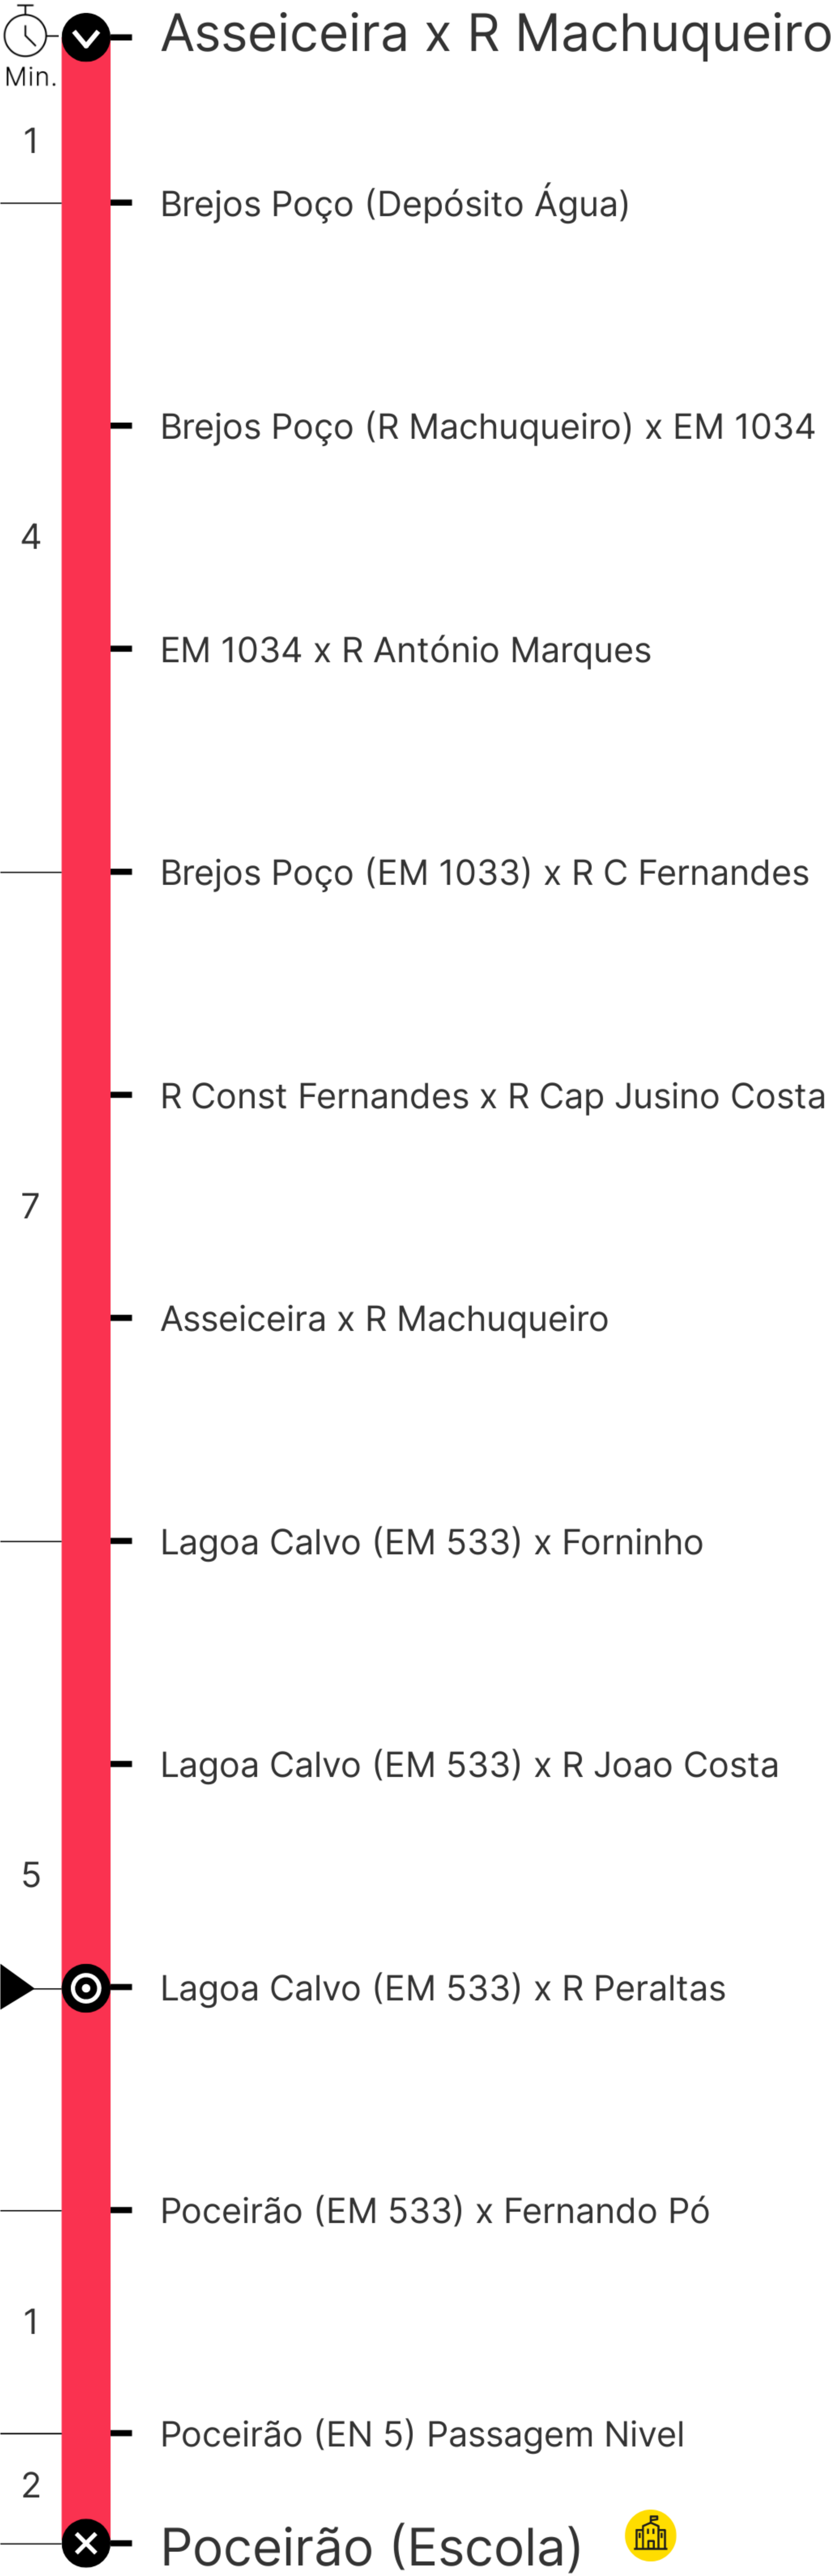 Asseiceira x R Machuqueiro
Min.
1
Brejos Poço (Depósito Água)
Brejos Poço (R Machuqueiro) x EM 1034
4
EM 1034 x R António Marques
Brejos Poço (EM 1033) x R C Fernandes
R Const Fernandes x R Cap Jusino Costa
7
Asseiceira x R Machuqueiro
Lagoa Calvo (EM 533) x Forninho
Lagoa Calvo (EM 533) x R Joao Costa
5
Lagoa Calvo (EM 533) x R Peraltas
Poceirão (EM 533) x Fernando Pó
1
Poceirão (EN 5) Passagem Nivel
2
Poceirão (Escola)